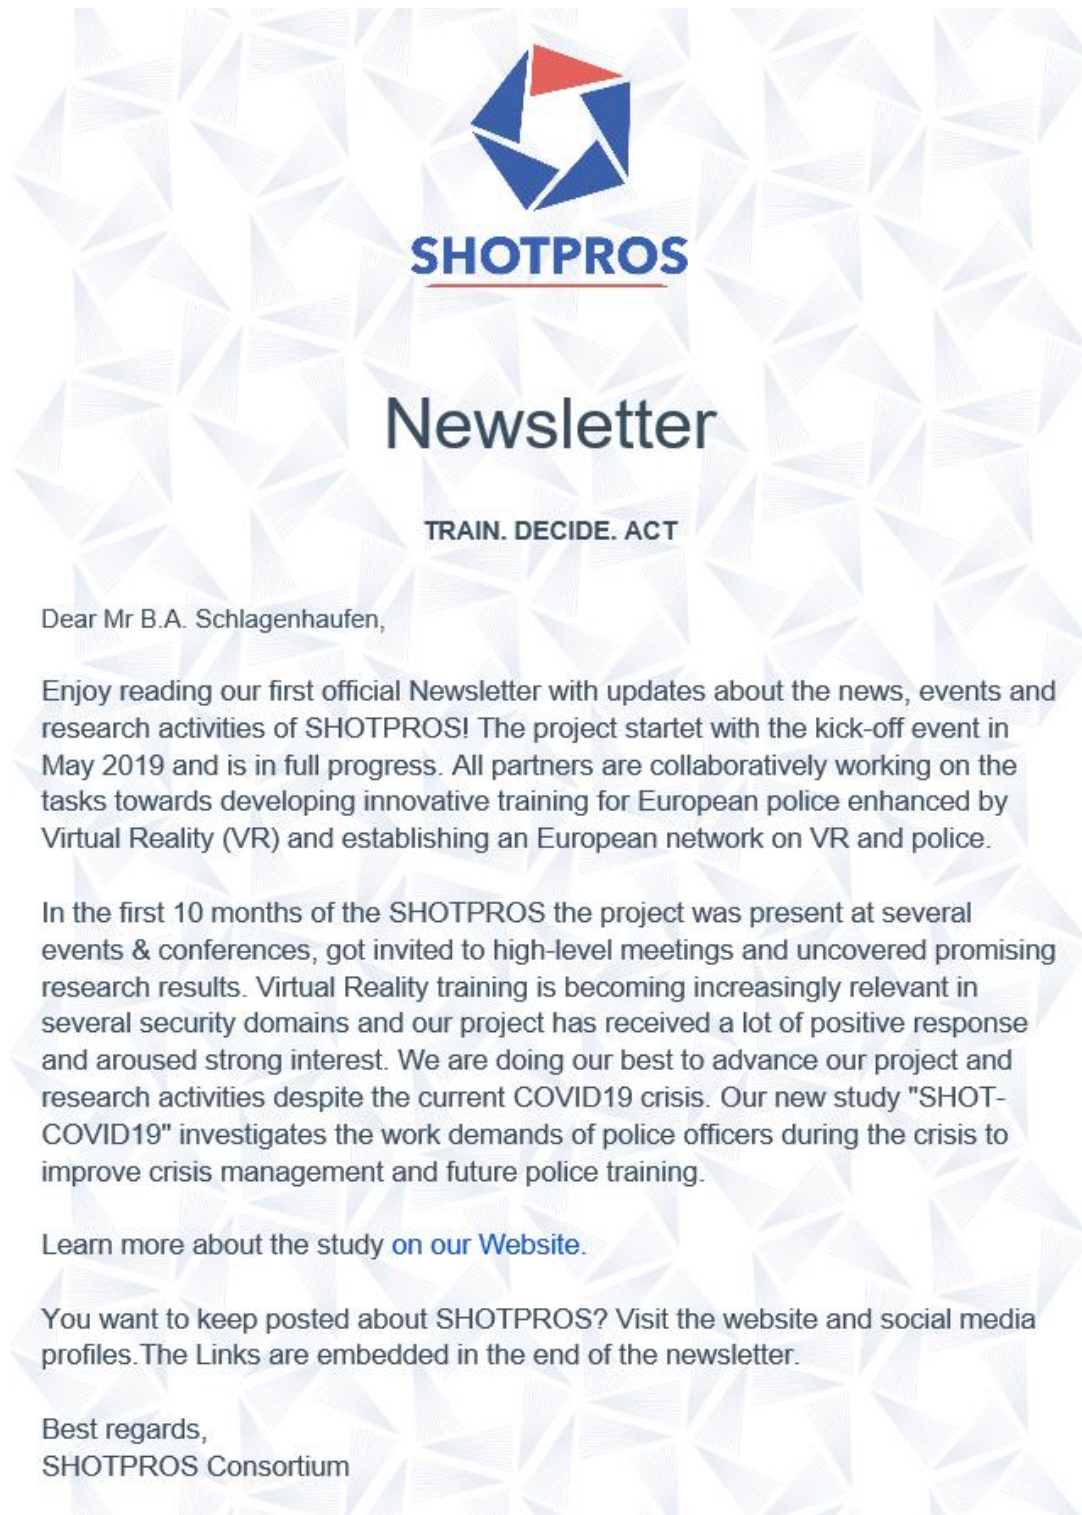 SHOTPROS
Newsletter
TRAIN. DECIDE. ACT
Dear Mr B.A. Schlagenhaufen,
Enjoy reading our first official Newsletter with updates about the news, events and
research activities of SHOTPROS! The project startet with the kick-off event in
May 2019 and is in full progress. All partners are collaboratively working on the
tasks towards developing innovative training for European police enhanced by
Virtual Reality (VR) and establishing an European network on VR and police.
In the first 10 months of the SHOTPROS the project was present at several
events & conferences, got invited to high-level meetings and uncovered promising
research results. Virtual Reality training is becoming increasingly relevant in
several security domains and our project has received a lot of positive response
and aroused strong interest. We are doing our best to advance our project and
research activities despite the current COVID19 crisis. Our new study "SHOT-
COVID19" investigates the work demands of police officers during the crisis to
improve crisis management and future police training.
Learn more about the study on our Website.
You want to keep posted about SHOTPROS? Visit the website and social media
profiles.The Links are embedded in the end of the newsletter.
Best regards,
SHOTPROS Consortium